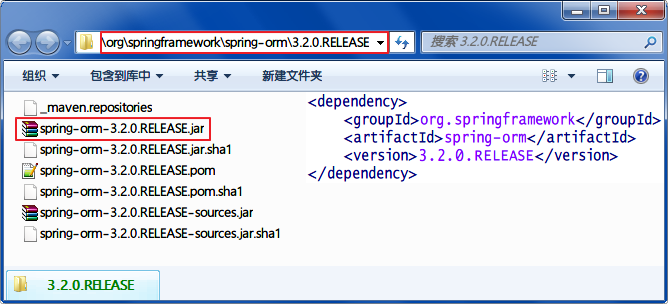 \org\springframework\spring-orm\3.2.0.RELEASE
搜索 3.2.0.RELEASE
组织 包含到库中 共享 新建文件夹
_maven.repositories
spring-orm-3.2.0.RELEASE.jar
spring-orm-3.2.0.RELEASE.jar.sha1
spring-orm-3.2.0.RELEASE.pom
spring-orm-3.2.0.RELEASE.pom.sha1
spring-orm-3.2.0.RELEASE-sources.jar
spring-orm-3.2.0.RELEASE-sources.jar.sha1
<dependency>
<groupId>org.springframework</groupId>
<artifactId>spring-orm</artifactId>
<version>3.2.0.RELEASE</version>
</dependency>
3.2.0.RELEASE